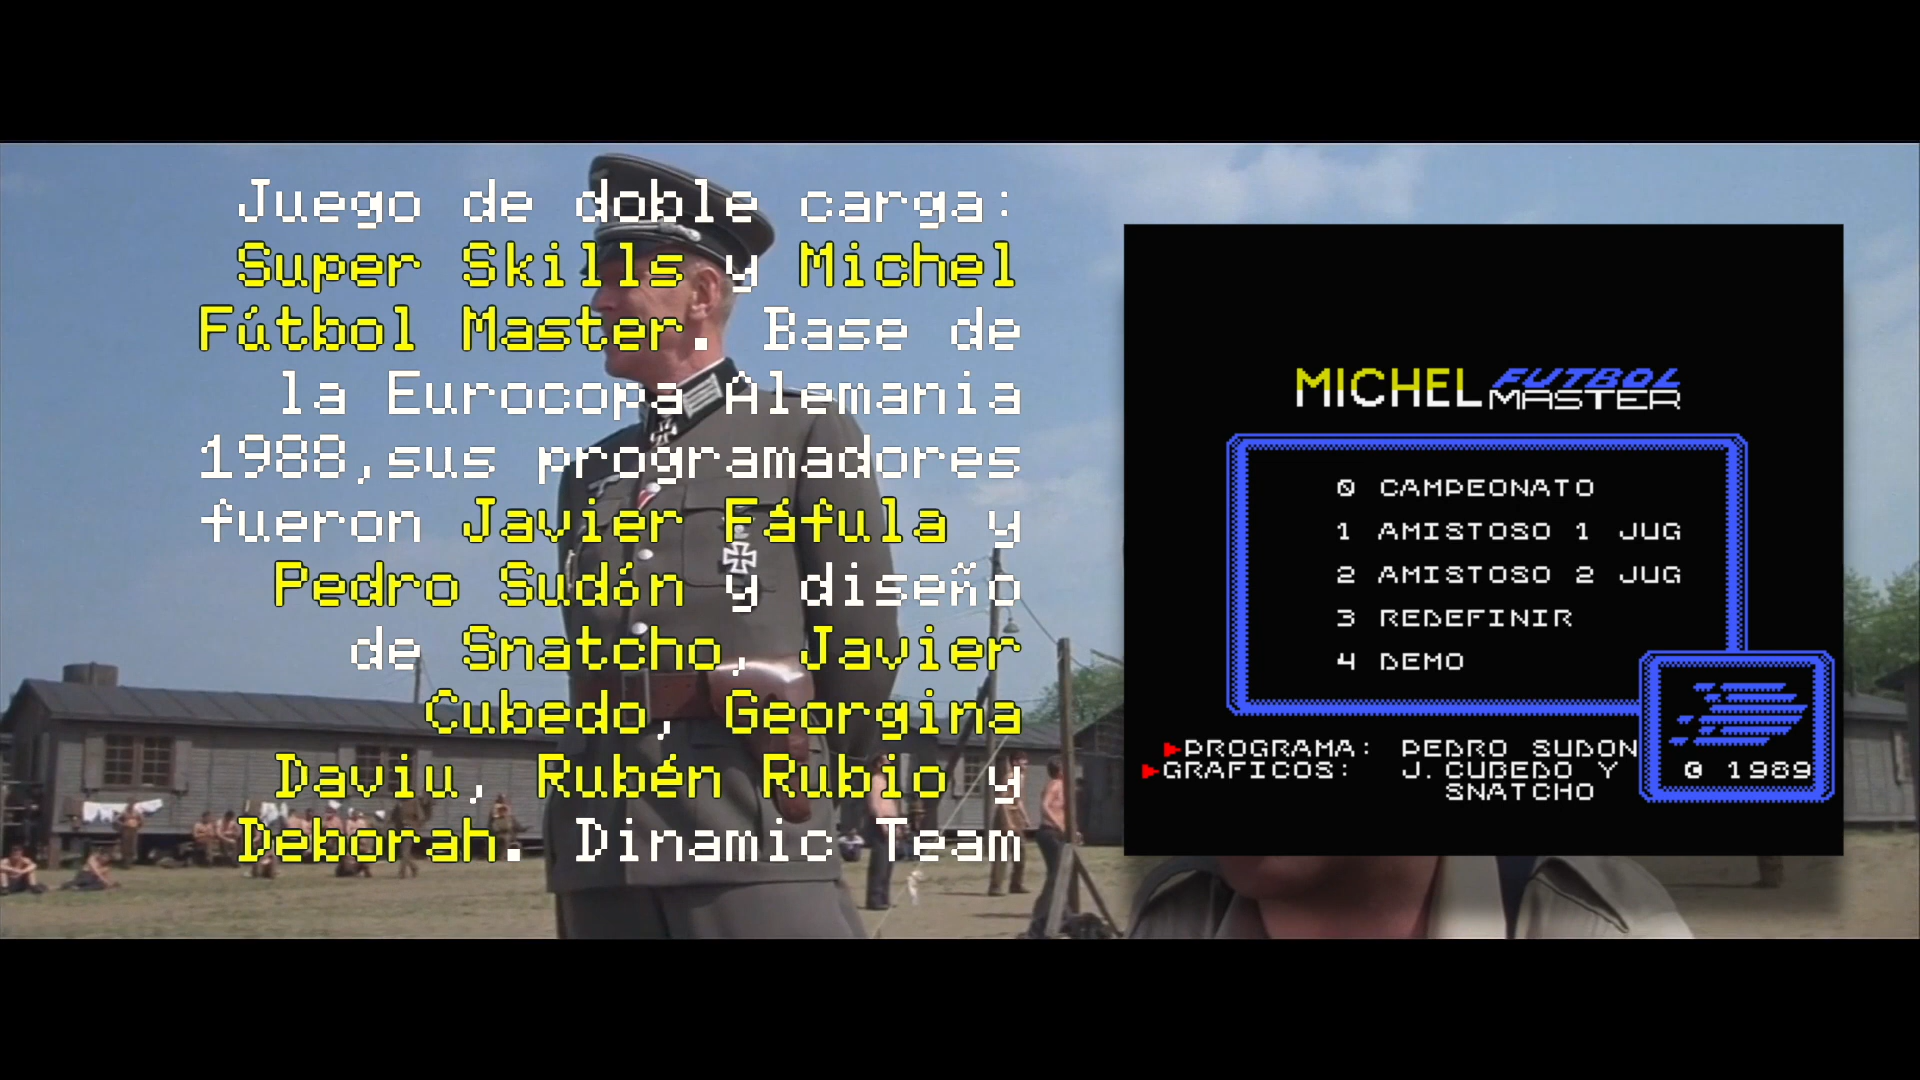 Juego de doble carga:
Super Skills y Michel
Fútbol Master. Base de
la Eurocopa Alemania
1988,sus programadores
fueron Javier Fáfula y
Pedro Sudón y diseño
de Snatcho, Javier
Cubedo, Georgina
Daviu, Rubén Rubio y
Deborah. Dinamic Team
MICHEL FUTBOL
MASTER
0 CAMPEONATO
1 AMISTOSO 1 JUG
2 AMISTOSO 2 JUG
3 REDEFINIR
4 DEMO
PROGRAMA: PEDRO SUDON
GRAFICOS: J.CUBEDO Y
SNATCHO
© 1989